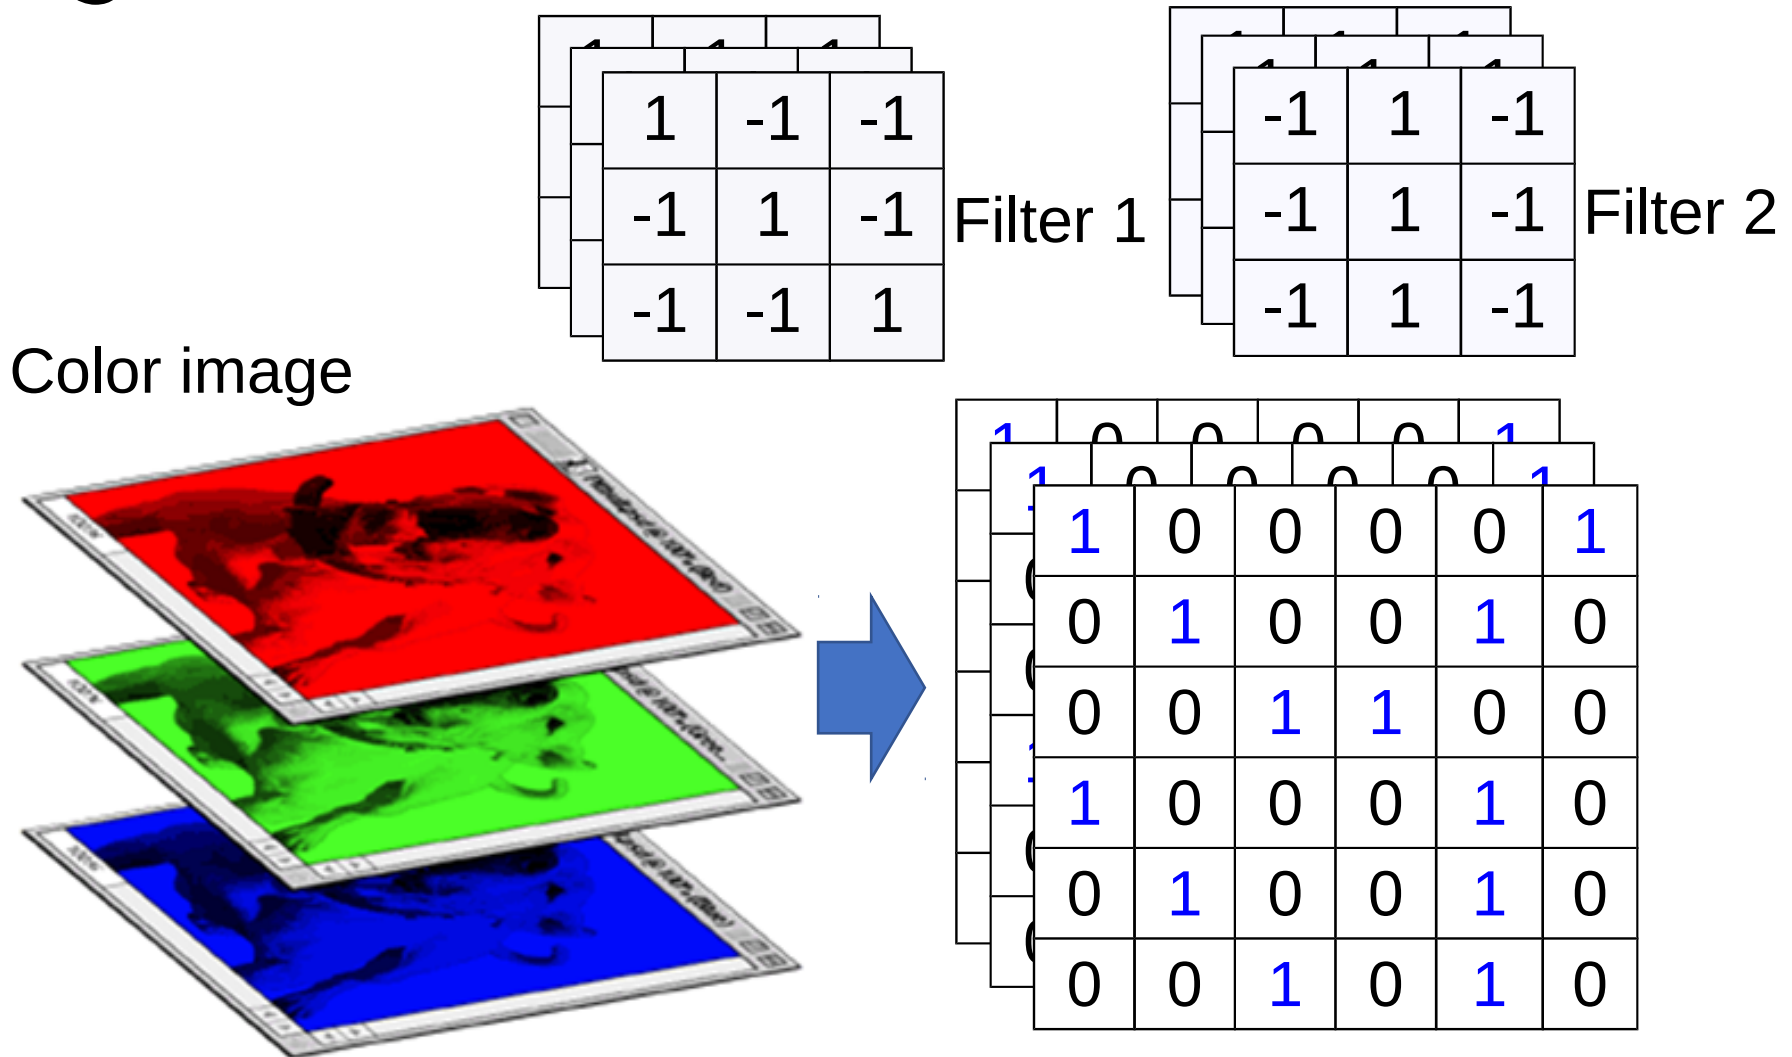 1 -1 -1
-1 1 -1
-1 -1 1
Filter 1
-1 1 -1
-1 1 -1
-1 1 -1
Filter 2
Color image
1 0 0 0 0 1
0 1 0 0 1 0
0 0 1 1 0 0
1 0 0 0 1 0
0 1 0 0 1 0
0 0 1 0 1 0